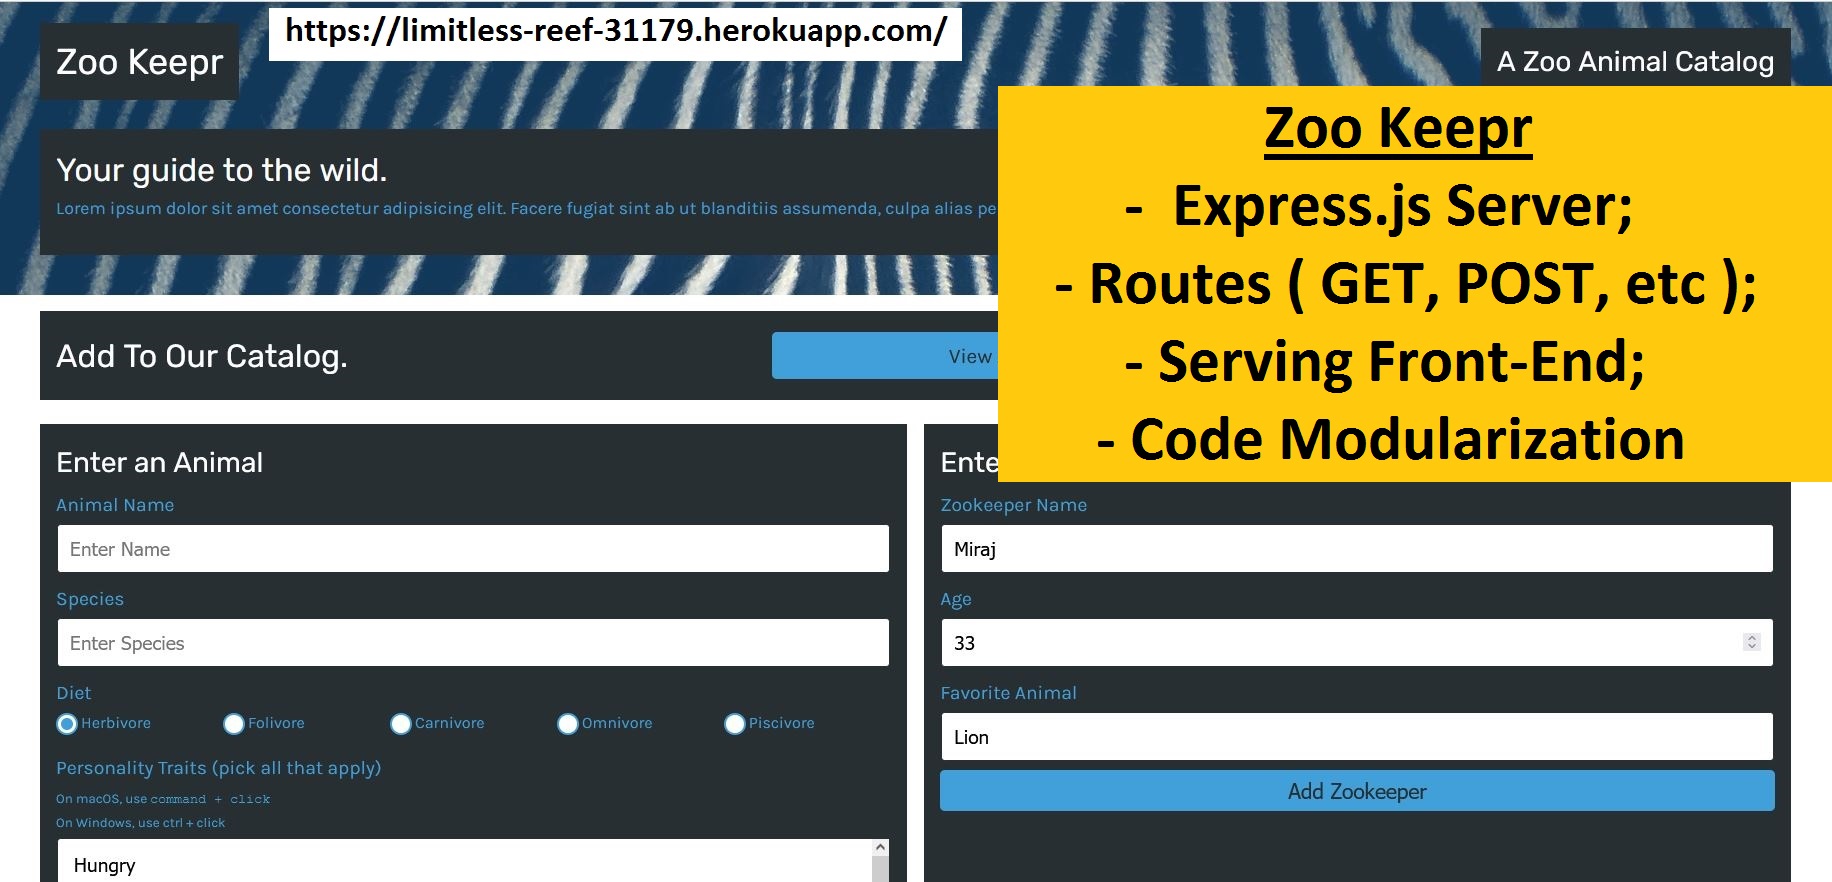 https://limitless-reef-31179.herokuapp.com/
Zoo Keepr
A Zoo Animal Catalog
Your guide to the wild.
Lorem ipsum dolor sit amet consectetur adipisicing elit. Facere fugiat sint ab ut blanditiis assumenda, culpa alias pe
Zoo Keepr
- Express.js Server;
- Routes ( GET, POST, etc );
- Serving Front-End;
- Code Modularization
Add To Our Catalog.
View
Enter an Animal
Animal Name
Enter Name
Species
Enter Species
Diet
Herbivore Folivore Carnivore Omnivore Piscivore
Personality Traits (pick all that apply)
On macOS, use command + click
On Windows, use ctrl + click
Hungry
Ente
Zookeeper Name
Miraj
Age
33
Favorite Animal
Lion
Add Zookeeper